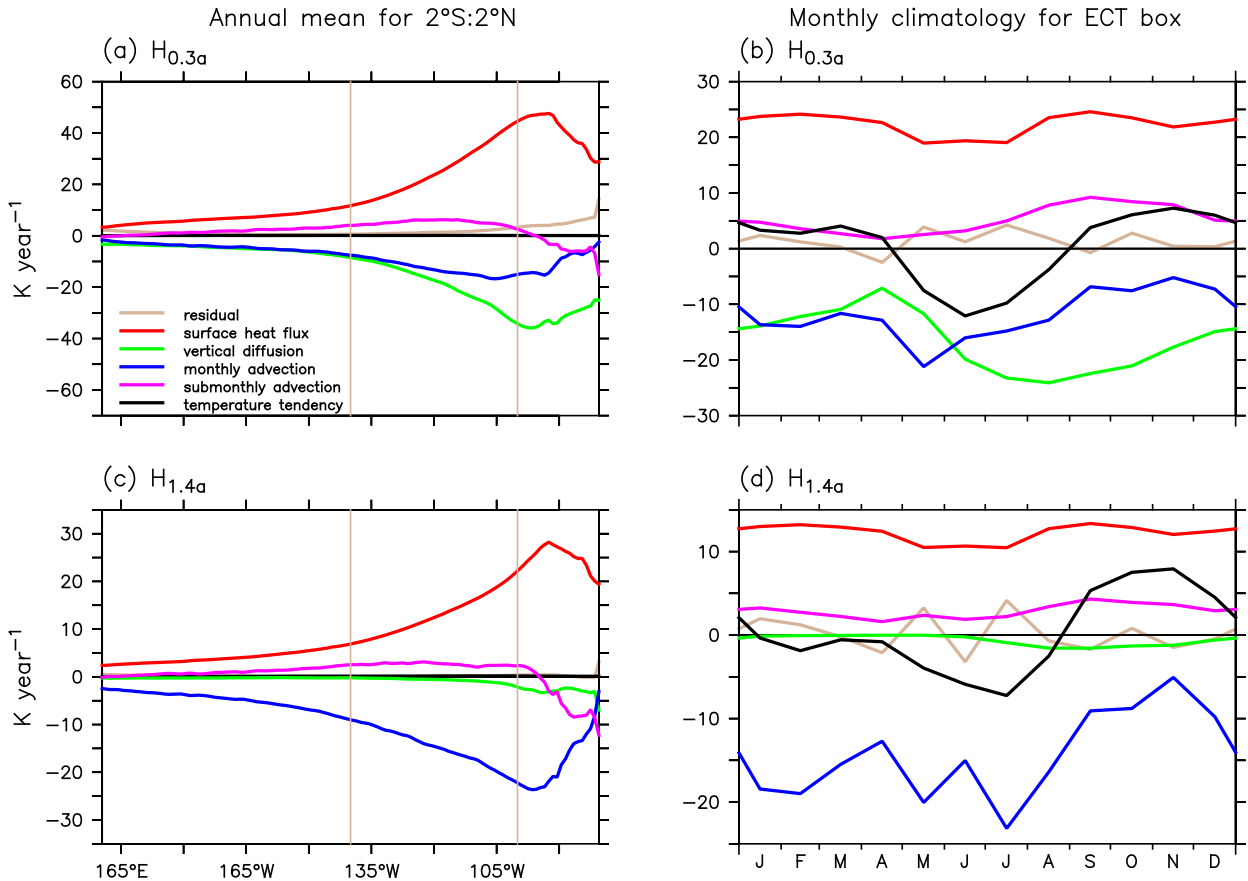 Annual mean for 2°S:2°N
Monthly climatology for ECT box
(a) H0.3a
60
40
20
0
−20
−40
−60
K year−1
residual
surface heat flux
vertical diffusion
monthly advection
submonthly advection
temperature tendency
(b) H0.3a
30
20
10
0
−10
−20
−30
(c) H1.4a
30
20
10
0
−10
−20
−30
K year−1
165°E 165°W 135°W 105°W
(d) H1.4a
10
0
−10
−20
J F M A M J J A S O N D